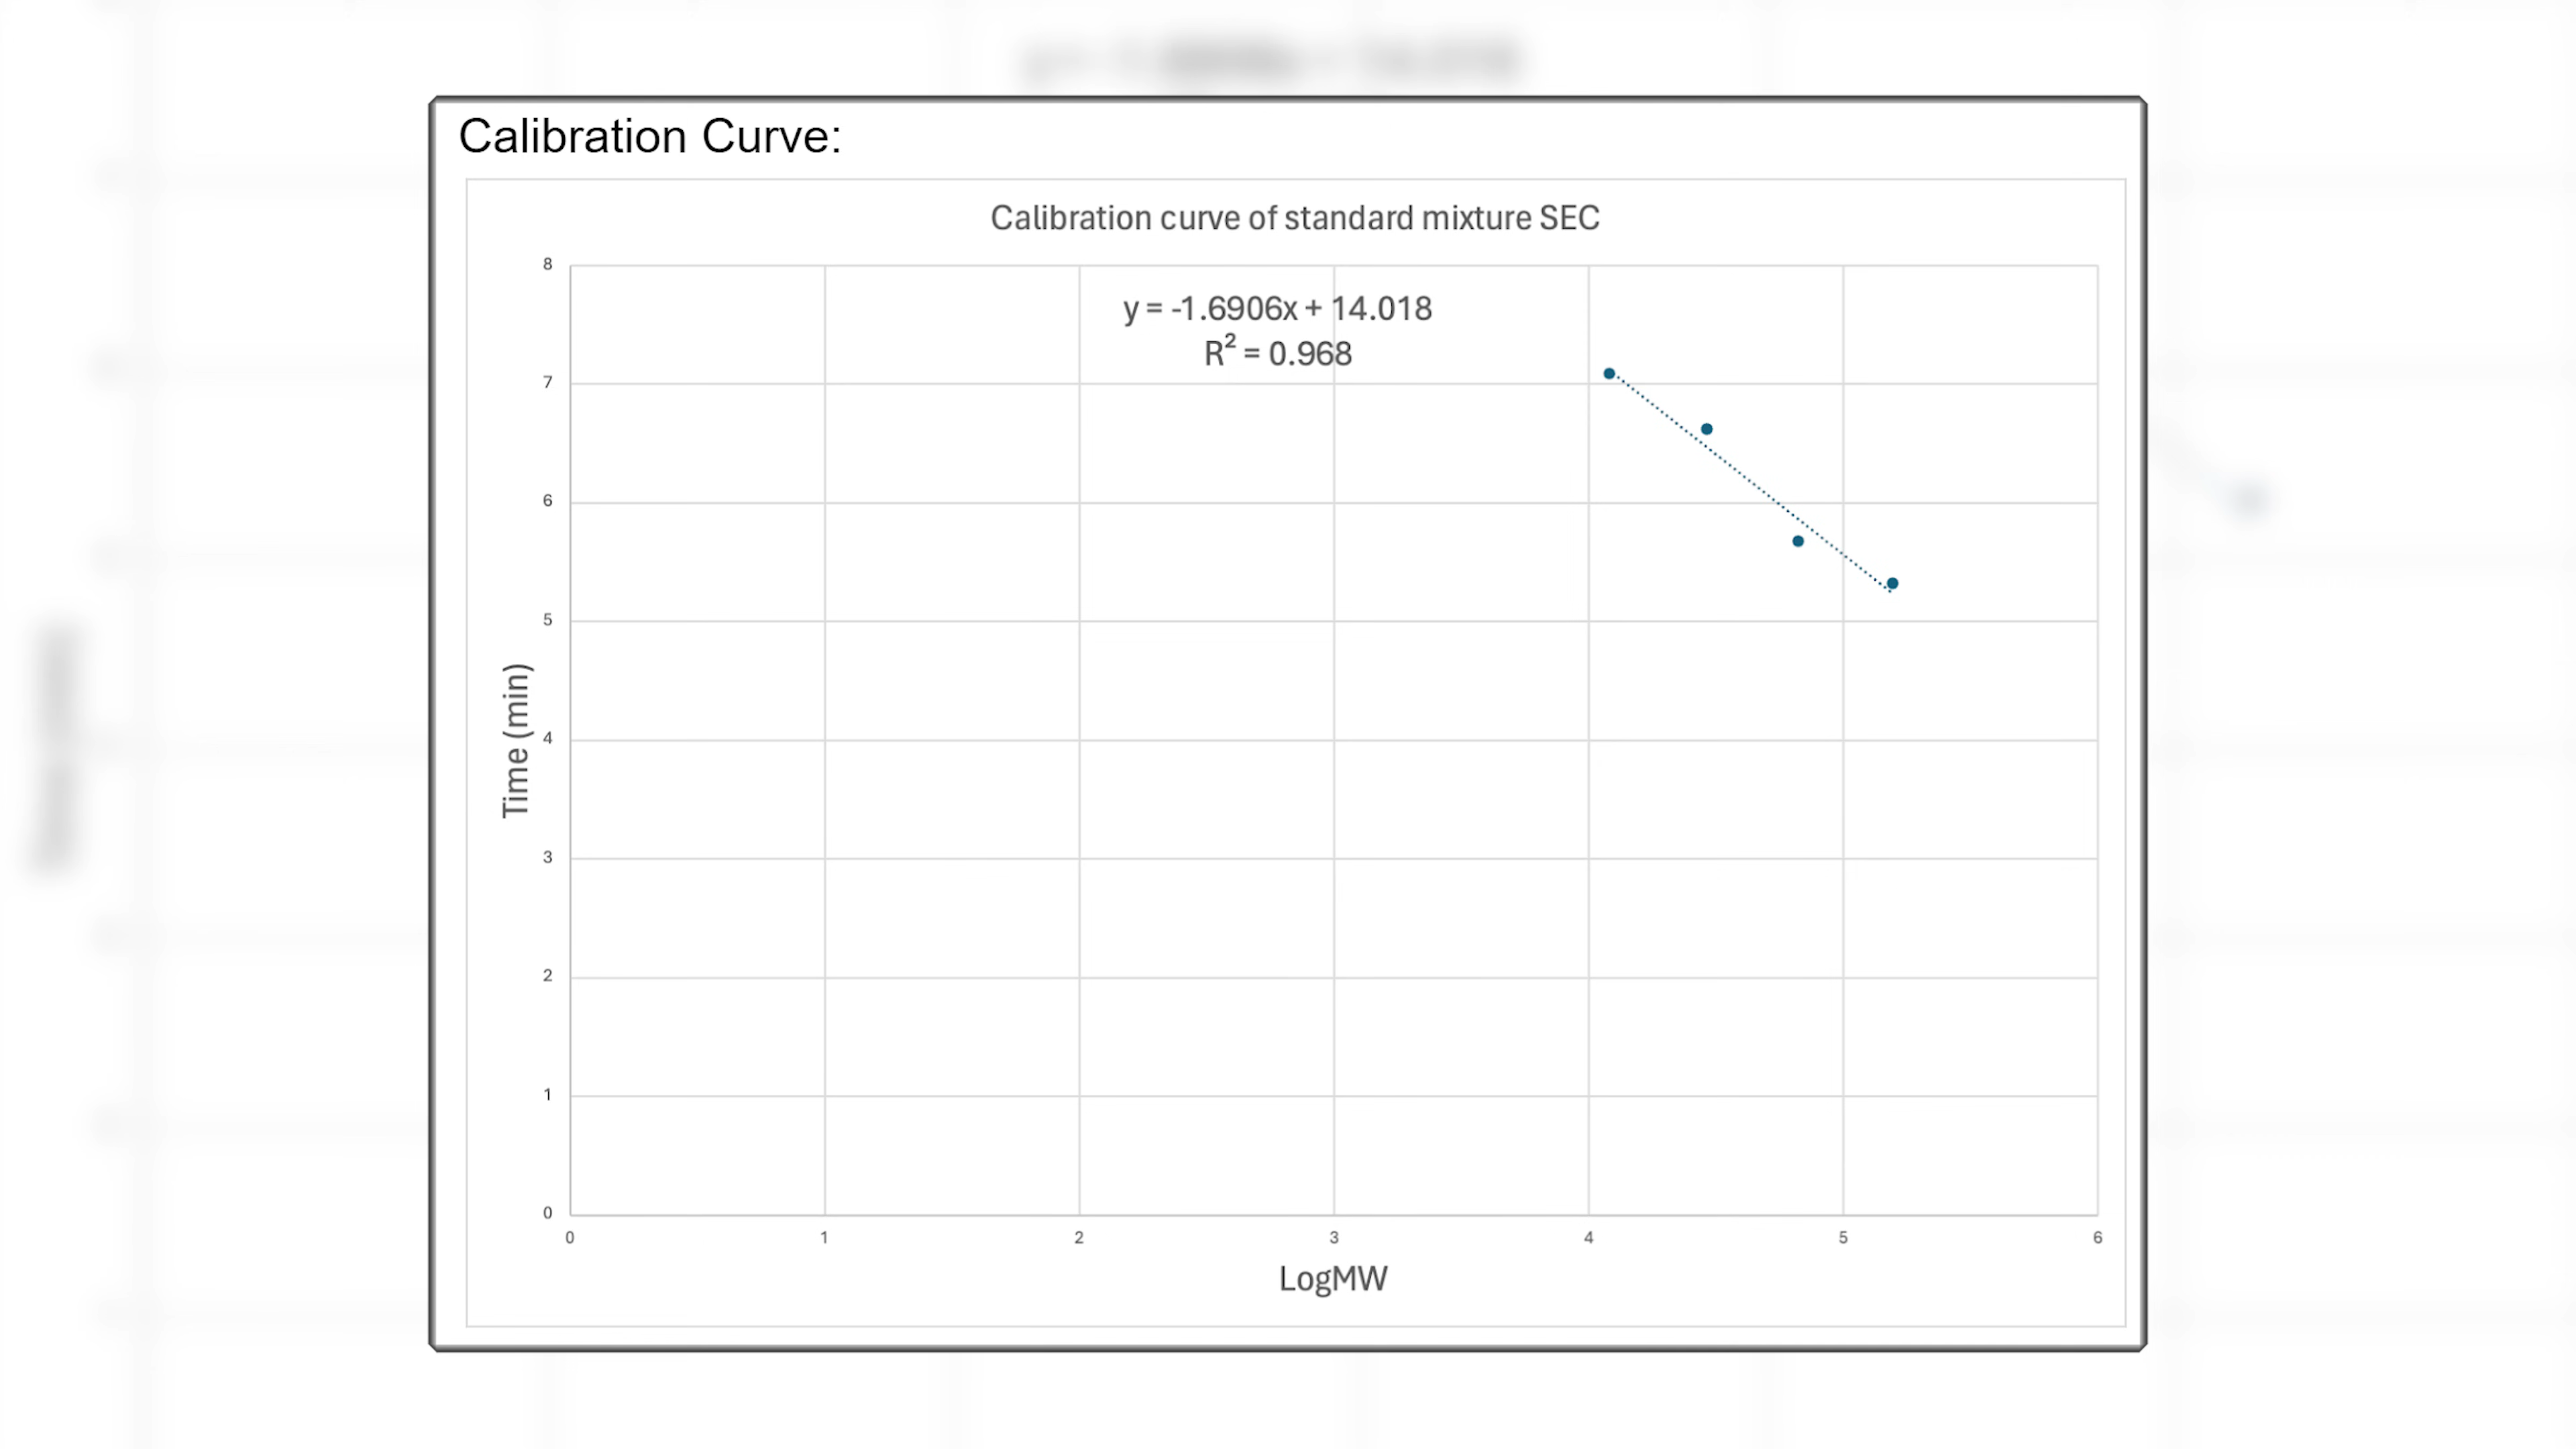 Calibration Curve:
Calibration curve of standard mixture SEC
y = -1.6906x + 14.018
R² = 0.968
8
7
6
5
4
3
2
1
0
Time (min)
0 1 2 3 4 5 6
LogMW